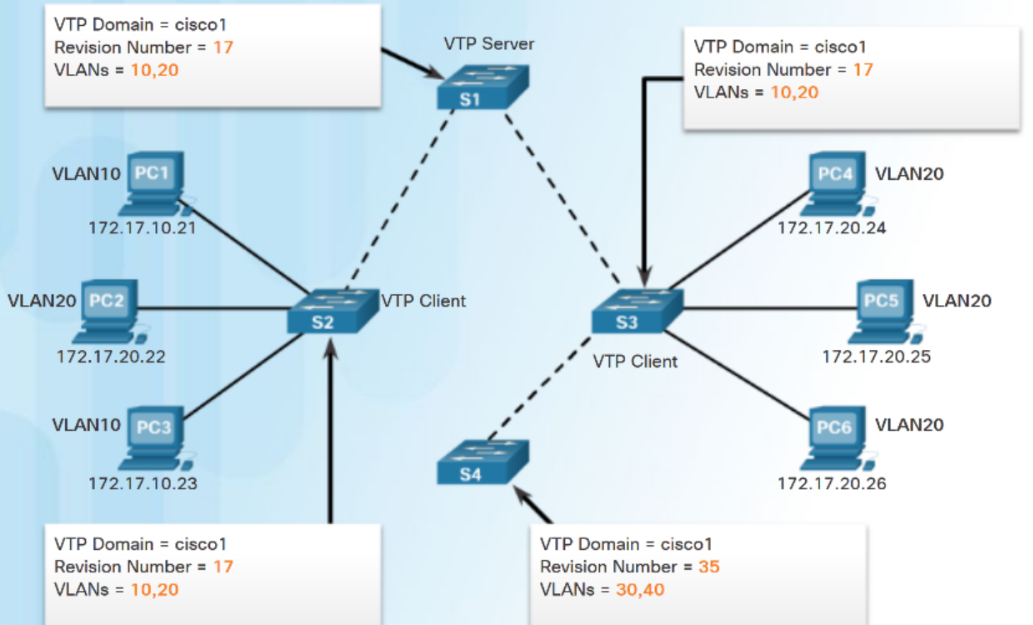 VTP Domain = cisco1
Revision Number = 17
VLANs = 10,20
VTP Server
S1
VTP Domain = cisco1
Revision Number = 17
VLANs = 10,20
VLAN10
PC1
172.17.10.21
PC4
VLAN20
172.17.20.24
VLAN20
PC2
172.17.20.22
S2
VTP Client
S3
VTP Client
PC5
VLAN20
172.17.20.25
VLAN10
PC3
172.17.10.23
S4
PC6
VLAN20
172.17.20.26
VTP Domain = cisco1
Revision Number = 17
VLANs = 10,20
VTP Domain = cisco1
Revision Number = 35
VLANs = 30,40